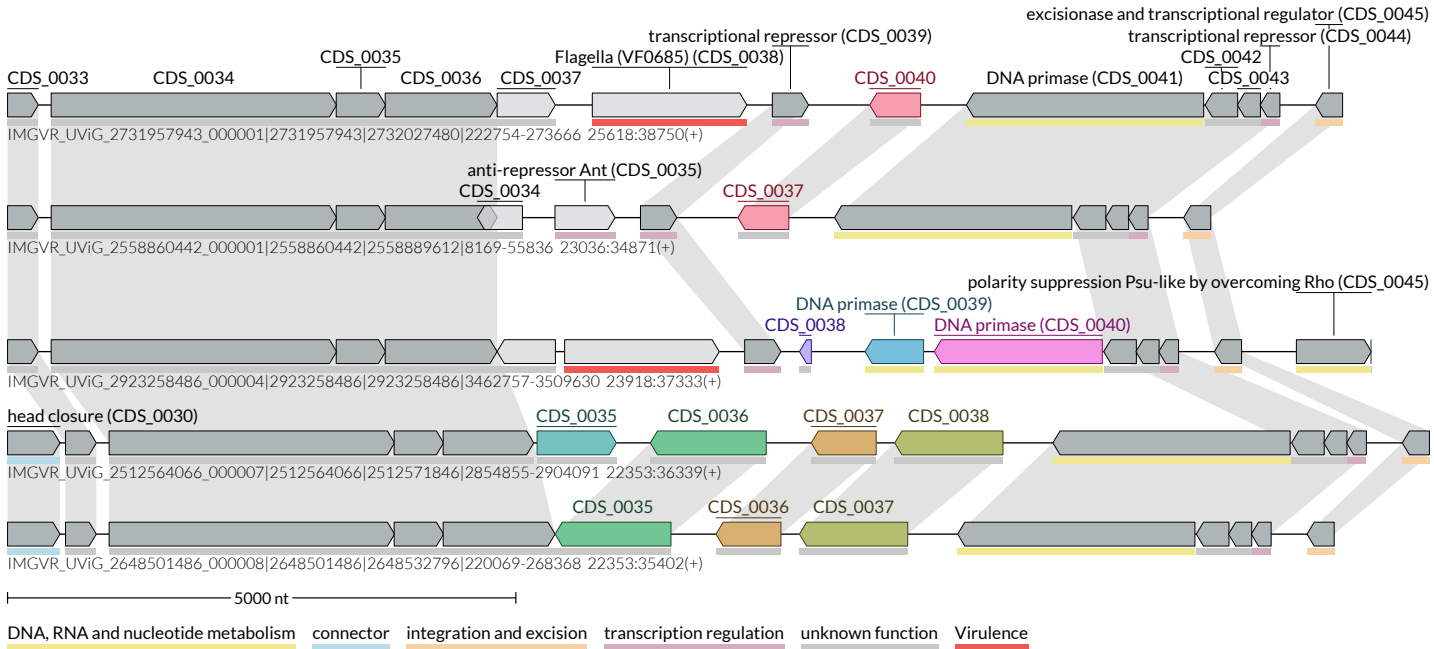 excisionase and transcriptional regulator (CDS_0045)
transcriptional repressor (CDS_0039)
transcriptional repressor (CDS_0044)
CDS_0035
Flagella (VF0685) (CDS_0038)
CDS_0042
CDS_0033
CDS_0034
CDS_0036
CDS_0037
CDS_0040
DNA primase (CDS_0041)
CDS_0043
IMGVR_UViG_2731957943_000001|2731957943|2732027480|222754-273666 25618:38750(+)
anti-repressor Ant (CDS_0035)
CDS_0034
CDS_0037
IMGVR_UViG_2558860442_000001|2558860442|2558889612|8169-55836 23036:34871(+)
polarity suppression Psu-like by overcoming Rho (CDS_0045)
DNA primase (CDS_0039)
CDS_0038
DNA primase (CDS_0040)
IMGVR_UViG_2923258486_000004|2923258486|2923258486|3462757-3509630 23918:37333(+)
head closure (CDS_0030)
CDS_0035
CDS_0036
CDS_0037
CDS_0038
IMGVR_UViG_2512564066_000007|2512564066|2512571846|2854855-2904091 22353:36339(+)
CDS_0035
CDS_0036
CDS_0037
IMGVR_UViG_2648501486_000008|2648501486|2648532796|220069-268368 22353:35402(+)
5000 nt
DNA, RNA and nucleotide metabolism
connector
integration and excision
transcription regulation
unknown function
Virulence